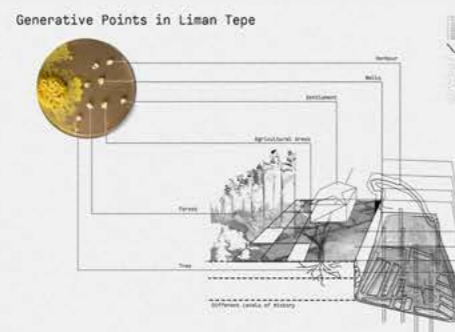 Generative Points in Liman Tepe
Harbour
Wells
Settlement
Agricultural Areas
Forest
Tree
Different Levels of History